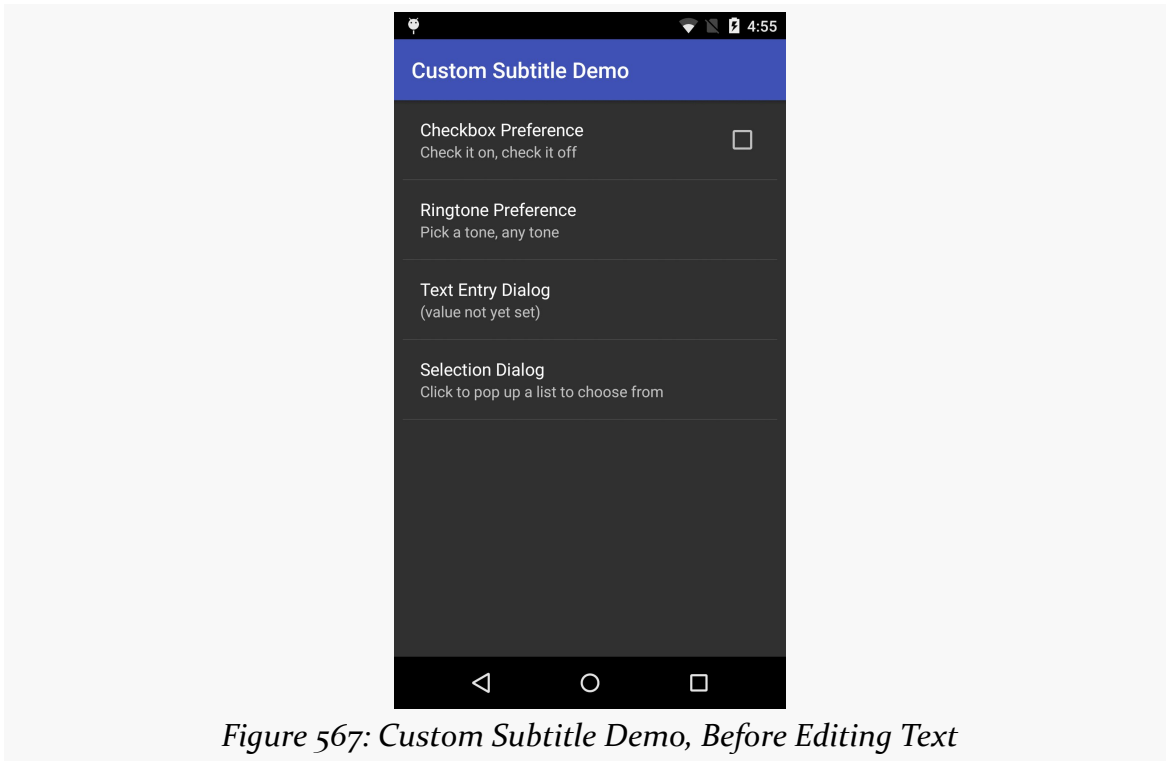 4:55
Custom Subtitle Demo
Checkbox Preference
Check it on, check it off
Ringtone Preference
Pick a tone, any tone
Text Entry Dialog
(value not yet set)
Selection Dialog
Click to pop up a list to choose from
Figure 567: Custom Subtitle Demo, Before Editing Text